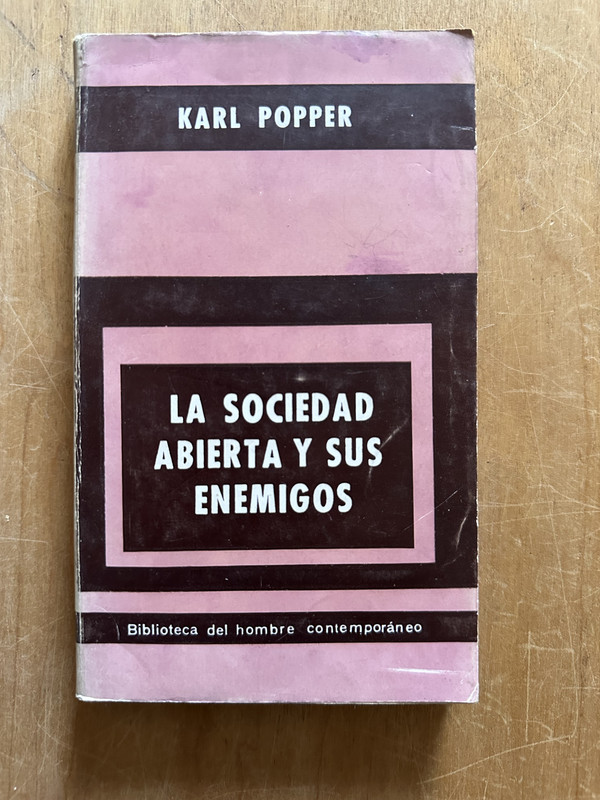 KARL POPPER
LA SOCIEDAD
ABIERTA Y SUS
ENEMIGOS
Biblioteca del hombre contemporáneo